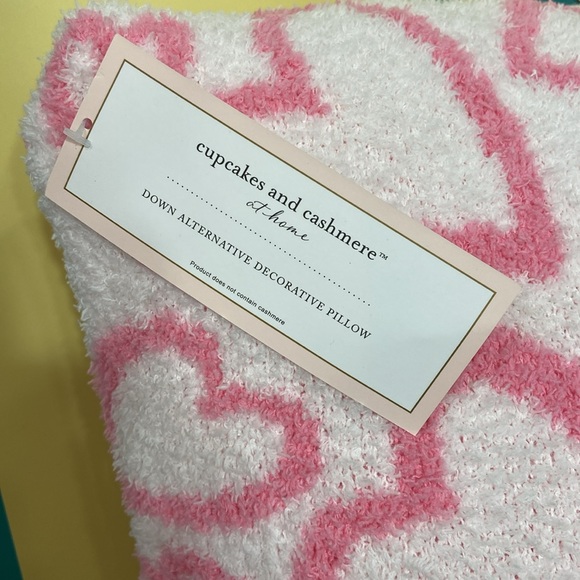 cupcakes and cashmere™
at home
DOWN ALTERNATIVE DECORATIVE PILLOW
Product does not contain cashmere